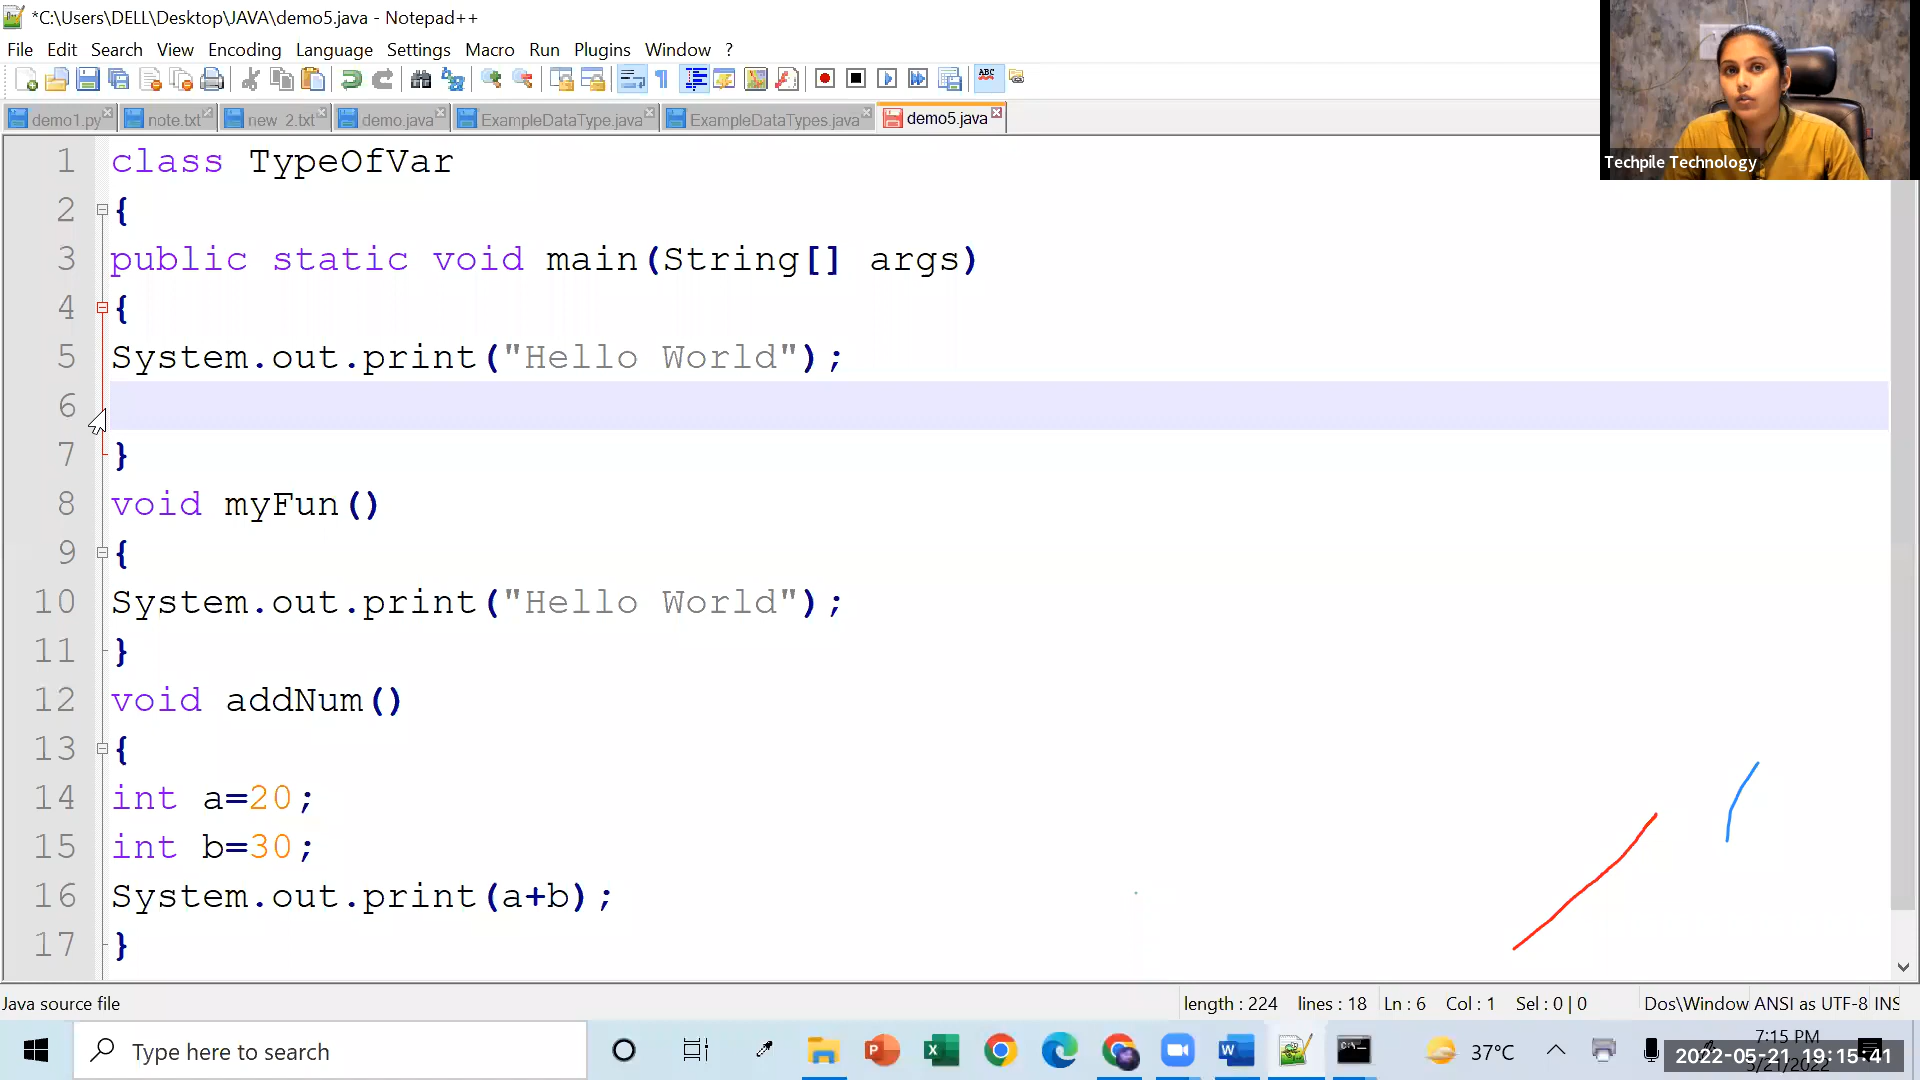 *C:\Users\DELL\Desktop\JAVA\demo5.java - Notepad++
File Edit Search View Encoding Language Settings Macro Run Plugins Window ?
demo1.py note.txt new 2.txt demo.java ExampleDataType.java ExampleDataTypes.java demo5.java
Techpile Technology
1 class TypeOfVar
2 {
3 public static void main(String[] args)
4 {
5 System.out.print("Hello World");
6
7 }
8 void myFun()
9 {
10 System.out.print("Hello World");
11 }
12 void addNum()
13 {
14 int a=20;
15 int b=30;
16 System.out.print(a+b);
17 }
Java source file length : 224 lines : 18 Ln : 6 Col : 1 Sel : 0 | 0 Dos\Window ANSI as UTF-8 INS
Type here to search
37°C
7:15 PM
2022-05-21 19:15:41